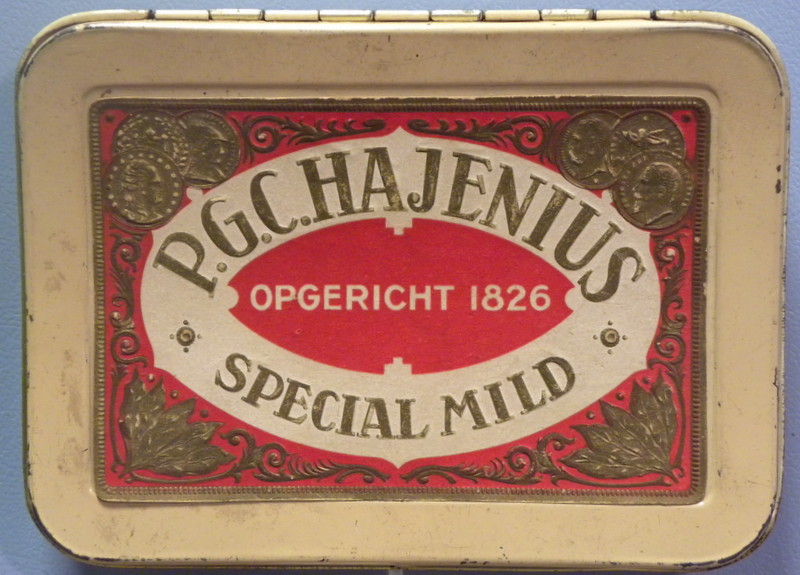 P.G.C. HAJENIUS
OPGERICHT 1826
SPECIAL MILD